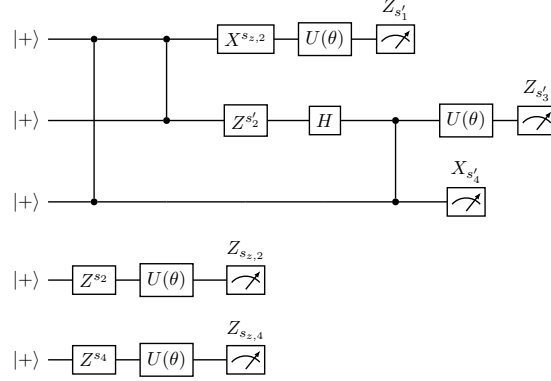 Z_{s'_1}
|+⟩ X^{s_{z,2}} U(θ)
Z_{s'_3}
|+⟩ Z^{s'_2} H U(θ)
X_{s'_4}
|+⟩
Z_{s_{z,2}}
|+⟩ Z^{s_2} U(θ)
Z_{s_{z,4}}
|+⟩ Z^{s_4} U(θ)